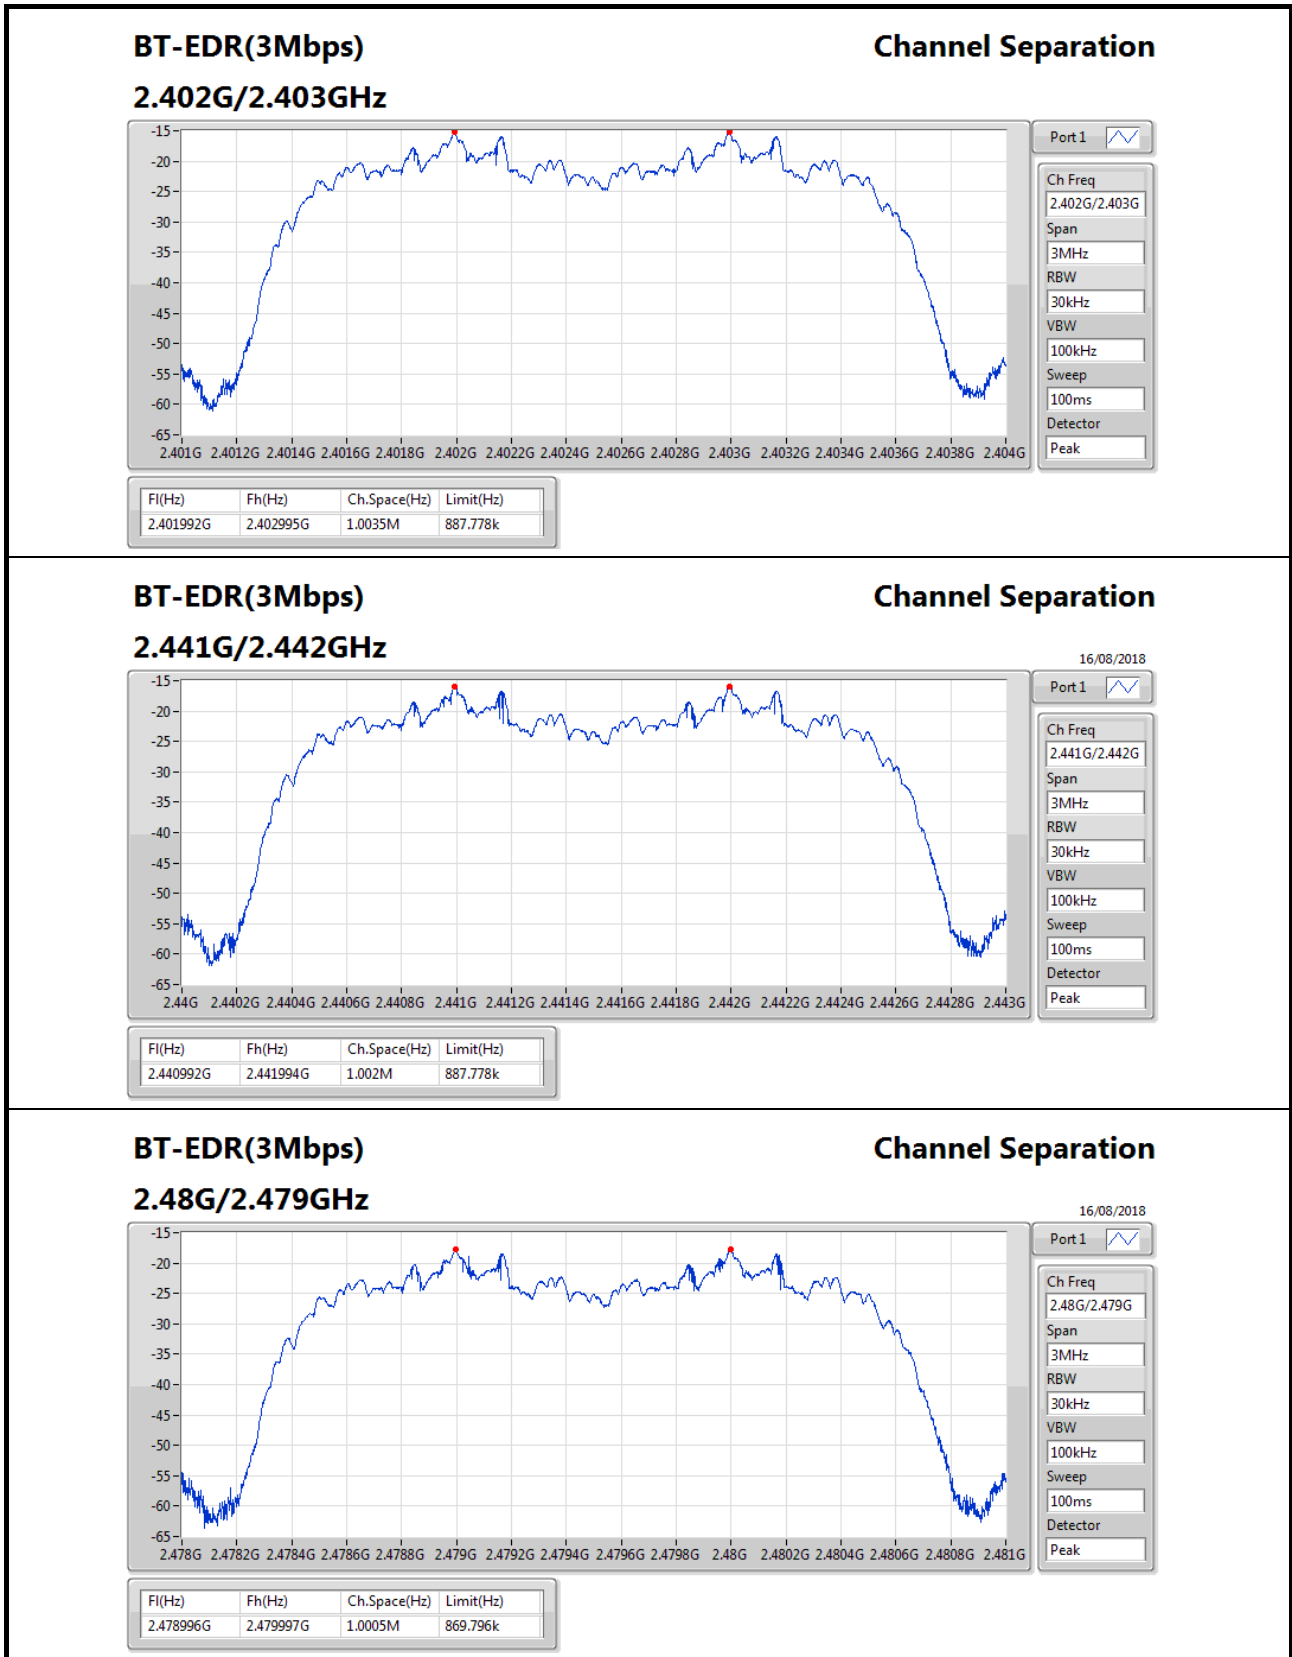 BT-EDR(3Mbps) Channel Separation
2.402G/2.403GHz
Port 1
-15
-20
-25
-30
-35
-40
-45
-50
-55
-60
-65
2.401G 2.4012G 2.4014G 2.4016G 2.4018G 2.402G 2.4022G 2.4024G 2.4026G 2.4028G 2.403G 2.4032G 2.4034G 2.4036G 2.4038G 2.404G
Ch Freq
2.402G/2.403G
Span
3MHz
RBW
30kHz
VBW
100kHz
Sweep
100ms
Detector
Peak
Fl(Hz) Fh(Hz) Ch.Space(Hz) Limit(Hz)
2.401992G 2.402995G 1.0035M 887.778k
BT-EDR(3Mbps) Channel Separation
2.441G/2.442GHz
16/08/2018
Port 1
-15
-20
-25
-30
-35
-40
-45
-50
-55
-60
-65
2.44G 2.4402G 2.4404G 2.4406G 2.4408G 2.441G 2.4412G 2.4414G 2.4416G 2.4418G 2.442G 2.4422G 2.4424G 2.4426G 2.4428G 2.443G
Ch Freq
2.441G/2.442G
Span
3MHz
RBW
30kHz
VBW
100kHz
Sweep
100ms
Detector
Peak
Fl(Hz) Fh(Hz) Ch.Space(Hz) Limit(Hz)
2.440992G 2.441994G 1.002M 887.778k
BT-EDR(3Mbps) Channel Separation
2.48G/2.479GHz
16/08/2018
Port 1
-15
-20
-25
-30
-35
-40
-45
-50
-55
-60
-65
2.478G 2.4782G 2.4784G 2.4786G 2.4788G 2.479G 2.4792G 2.4794G 2.4796G 2.4798G 2.48G 2.4802G 2.4804G 2.4806G 2.4808G 2.481G
Ch Freq
2.48G/2.479G
Span
3MHz
RBW
30kHz
VBW
100kHz
Sweep
100ms
Detector
Peak
Fl(Hz) Fh(Hz) Ch.Space(Hz) Limit(Hz)
2.478996G 2.479997G 1.0005M 869.796k